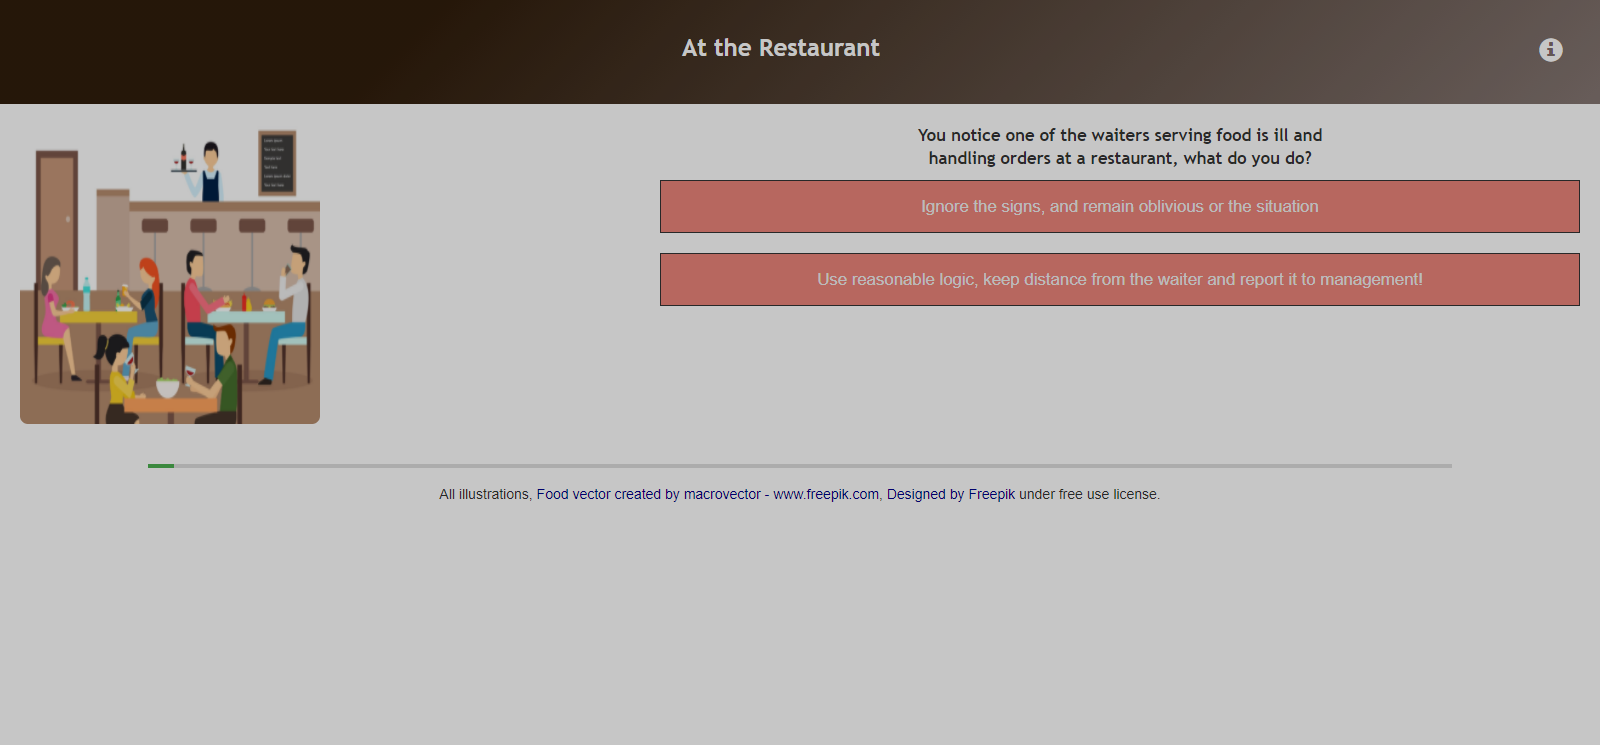 At the Restaurant
You notice one of the waiters serving food is ill and
handling orders at a restaurant, what do you do?
Ignore the signs, and remain oblivious or the situation
Use reasonable logic, keep distance from the waiter and report it to management!
All illustrations, Food vector created by macrovector - www.freepik.com, Designed by Freepik under free use license.